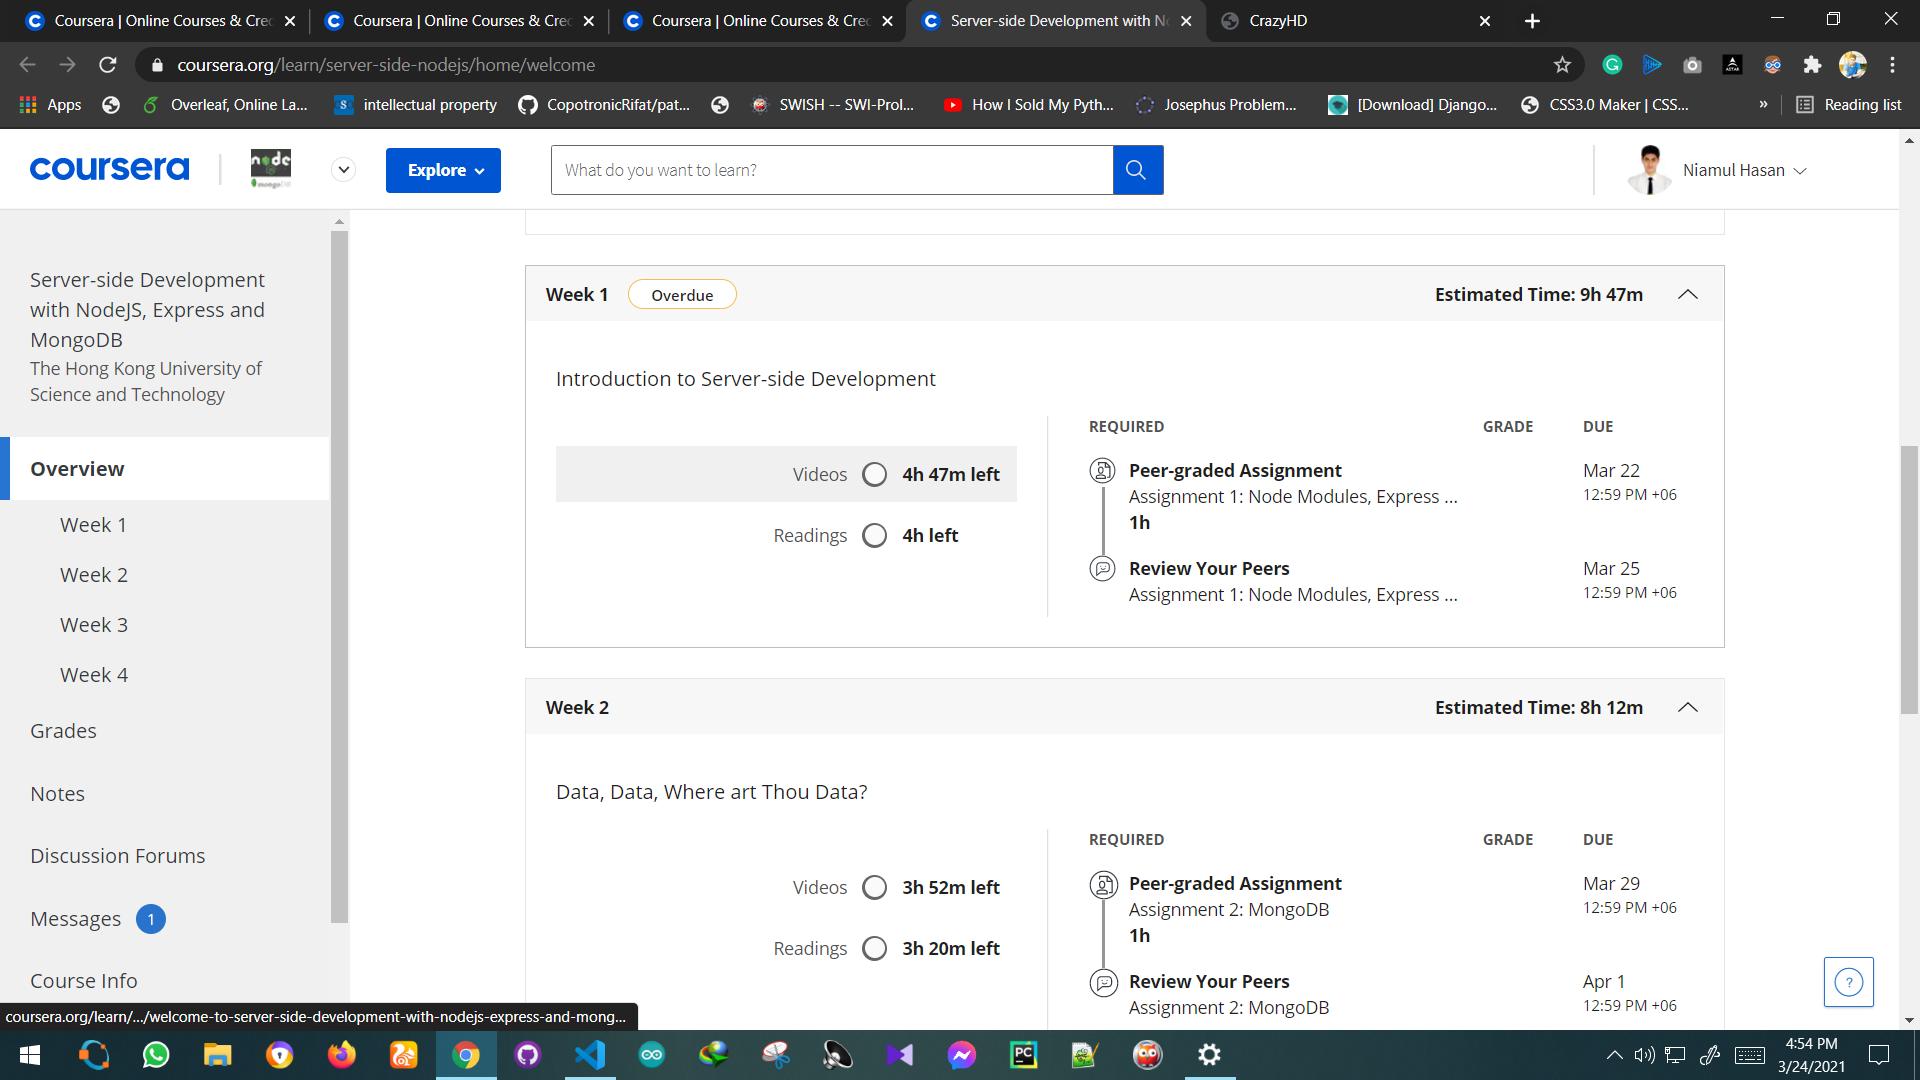 Coursera | Online Courses & Cre
Coursera | Online Courses & Cre
Coursera | Online Courses & Cre
Server-side Development with N
CrazyHD
coursera.org/learn/server-side-nodejs/home/welcome
Apps
Overleaf, Online La...
intellectual property
CopotronicRifat/pat...
SWISH -- SWI-Prol...
How I Sold My Pyth...
Josephus Problem...
[Download] Django...
CSS3.0 Maker | CSS...
»
Reading list
coursera
node
mongoDB
Explore
What do you want to learn?
Niamul Hasan
Server-side Development
with NodeJS, Express and
MongoDB
The Hong Kong University of
Science and Technology
Overview
Week 1
Week 2
Week 3
Week 4
Grades
Notes
Discussion Forums
Messages 1
Course Info
Week 1 Overdue Estimated Time: 9h 47m
Introduction to Server-side Development
Videos 4h 47m left
Readings 4h left
REQUIRED GRADE DUE
Peer-graded Assignment Mar 22
Assignment 1: Node Modules, Express ... 12:59 PM +06
1h
Review Your Peers Mar 25
Assignment 1: Node Modules, Express ... 12:59 PM +06
Week 2 Estimated Time: 8h 12m
Data, Data, Where art Thou Data?
Videos 3h 52m left
Readings 3h 20m left
REQUIRED GRADE DUE
Peer-graded Assignment Mar 29
Assignment 2: MongoDB 12:59 PM +06
1h
Review Your Peers Apr 1
Assignment 2: MongoDB 12:59 PM +06
?
coursera.org/learn/.../welcome-to-server-side-development-with-nodejs-express-and-mong...
PC
4:54 PM
3/24/2021